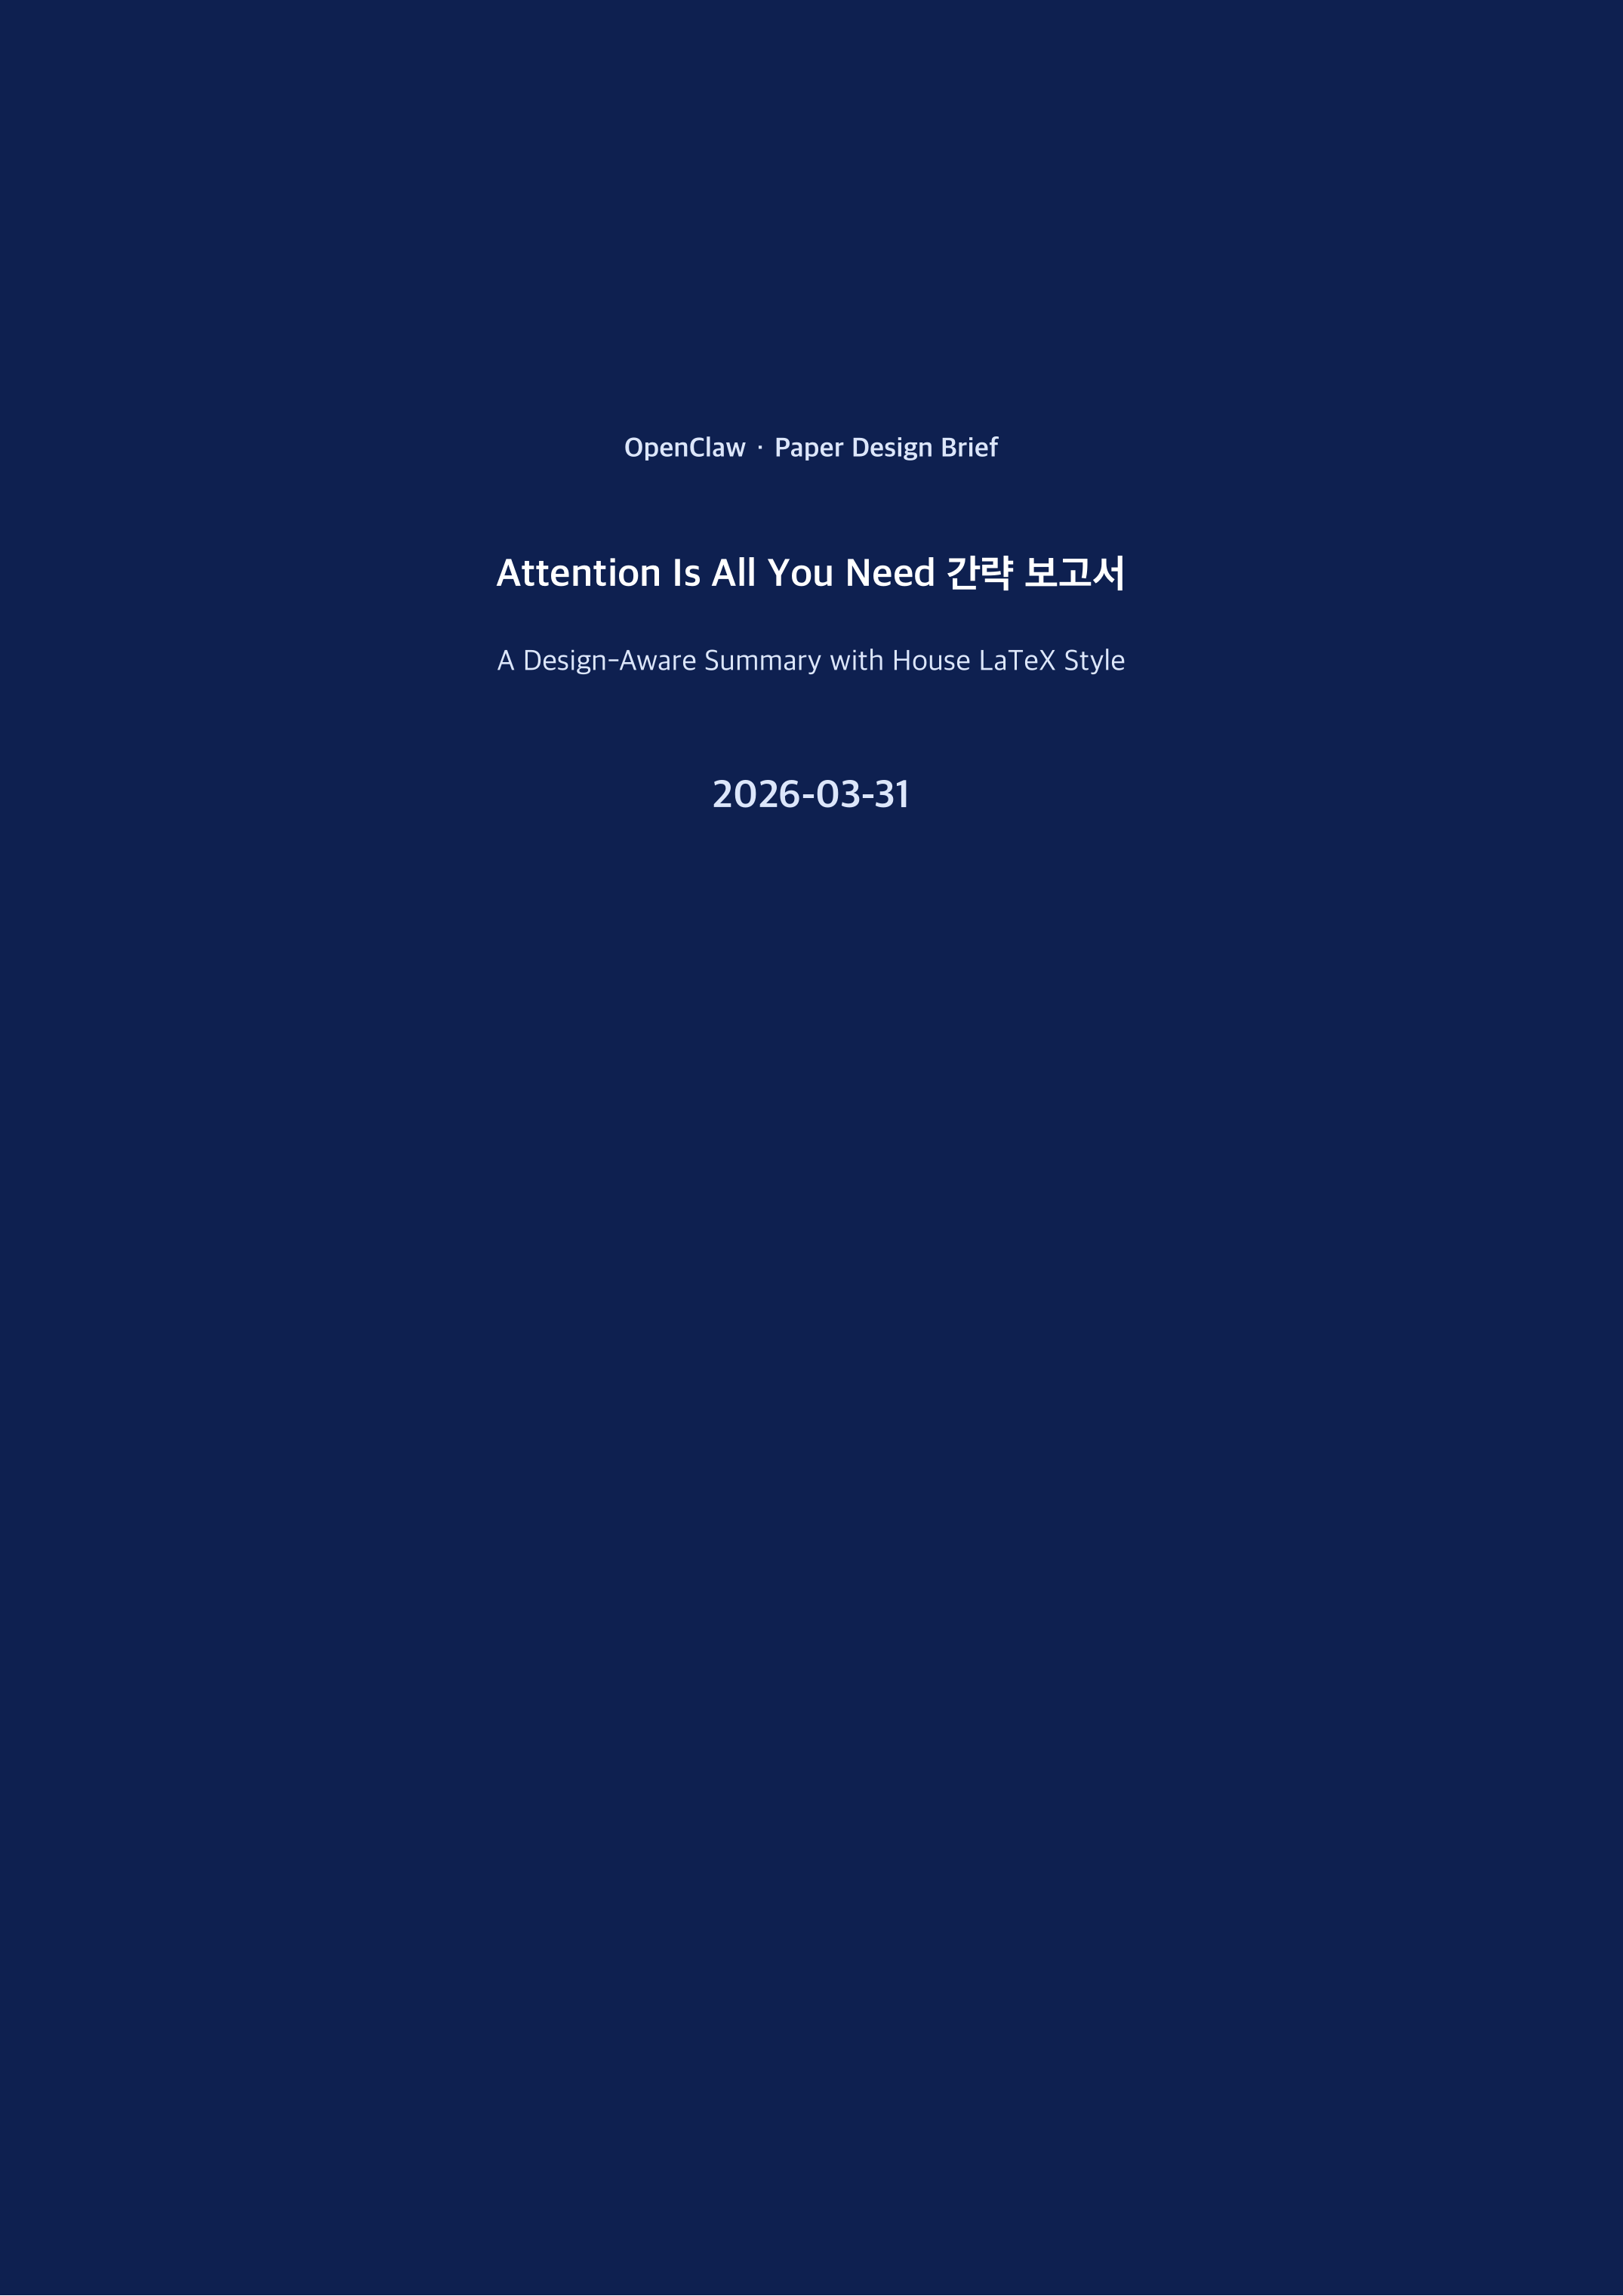 OpenClaw · Paper Design Brief
Attention Is All You Need 간략 보고서
A Design-Aware Summary with House LaTeX Style
2026-03-31